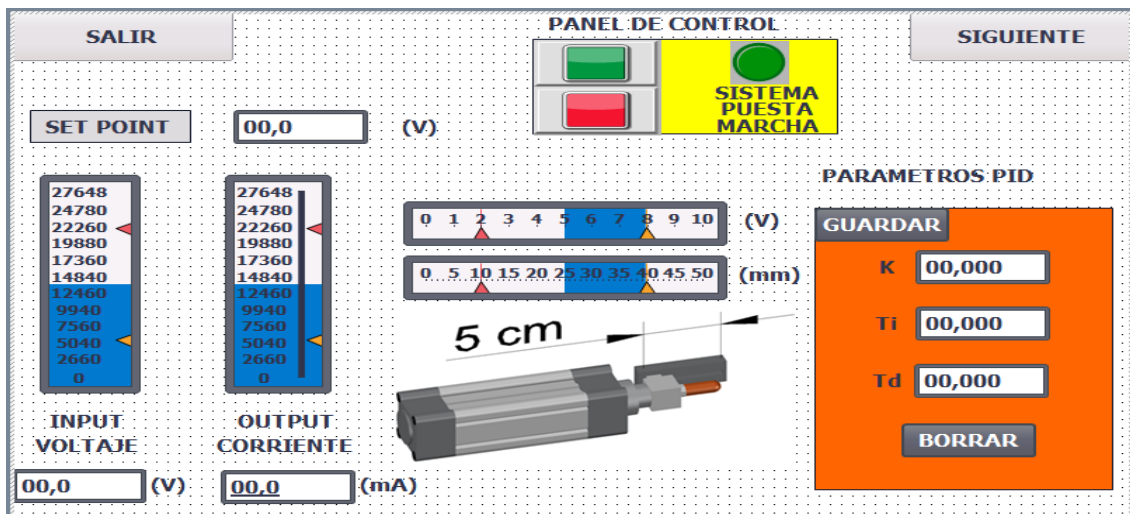 SALIR
PANEL DE CONTROL
SIGUIENTE
SISTEMA
PUESTA
MARCHA
SET POINT
00,0
(V)
27648
24780
22260
19880
17360
14840
12460
9940
7560
5040
2660
0
INPUT
VOLTAJE
00,0
(V)
27648
24780
22260
19880
17360
14840
12460
9940
7560
5040
2660
0
OUTPUT
CORRIENTE
00,0
(mA)
0 1 2 3 4 5 6 7 8 9 10
(V)
0 5 10 15 20 25 30 35 40 45 50
(mm)
5 cm
PARAMETROS PID
GUARDAR
K 00,000
Ti 00,000
Td 00,000
BORRAR